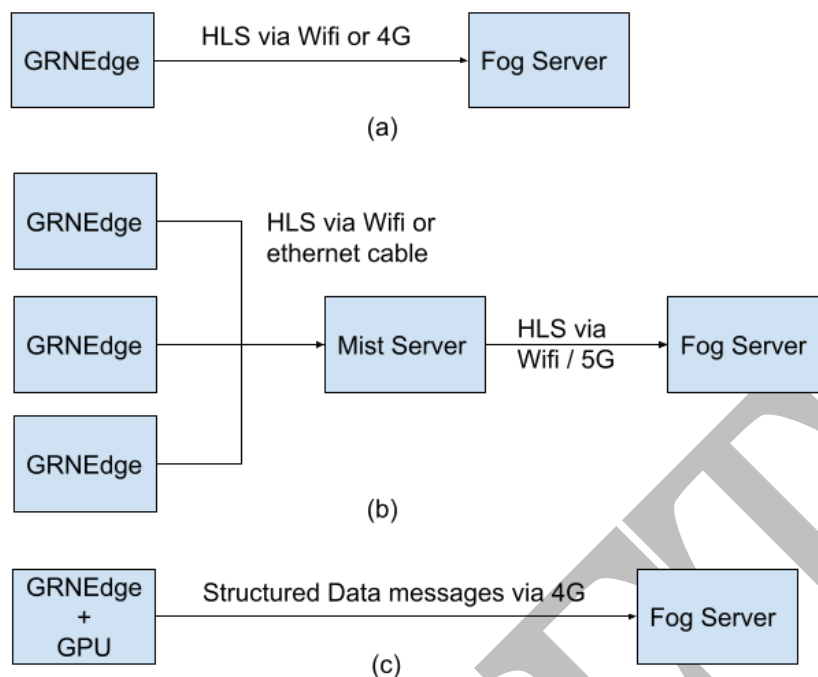 GRNEdge
HLS via Wifi or 4G
Fog Server
(a)
GRNEdge
HLS via Wifi or
ethernet cable
GRNEdge
Mist Server
HLS via
Wifi / 5G
Fog Server
GRNEdge
(b)
GRNEdge
+
GPU
Structured Data messages via 4G
Fog Server
(c)